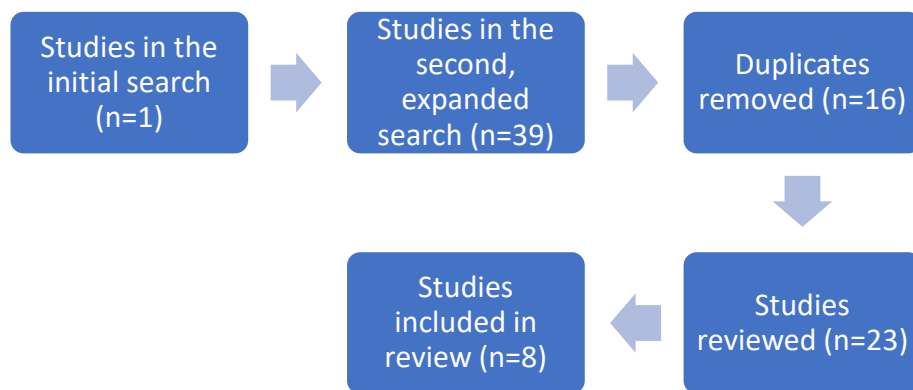 Studies in the
initial search
(n=1)
Studies in the
second,
expanded
search (n=39)
Duplicates
removed (n=16)
Studies
reviewed (n=23)
Studies
included in
review (n=8)